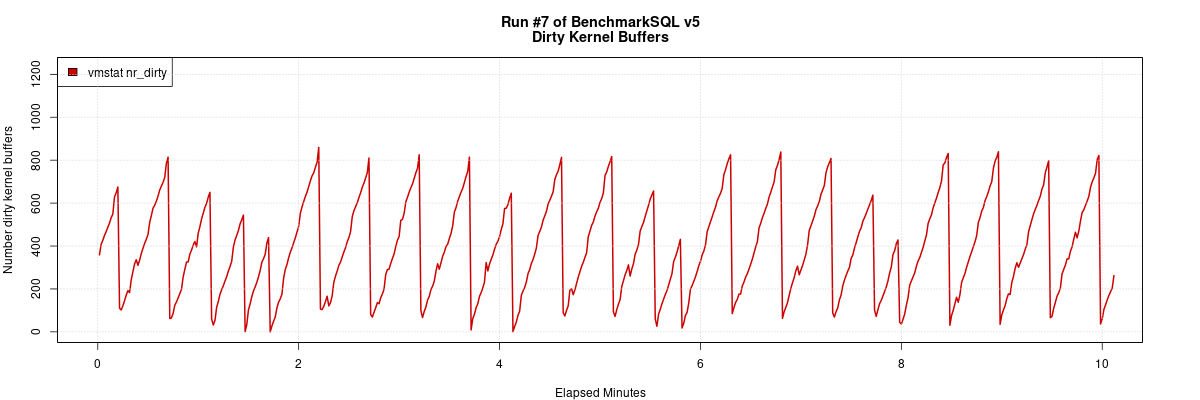 Run #7 of BenchmarkSQL v5
Dirty Kernel Buffers
vmstat nr_dirty
Number dirty kernel buffers
1200
1000
800
600
400
200
0
0 2 4 6 8 10
Elapsed Minutes